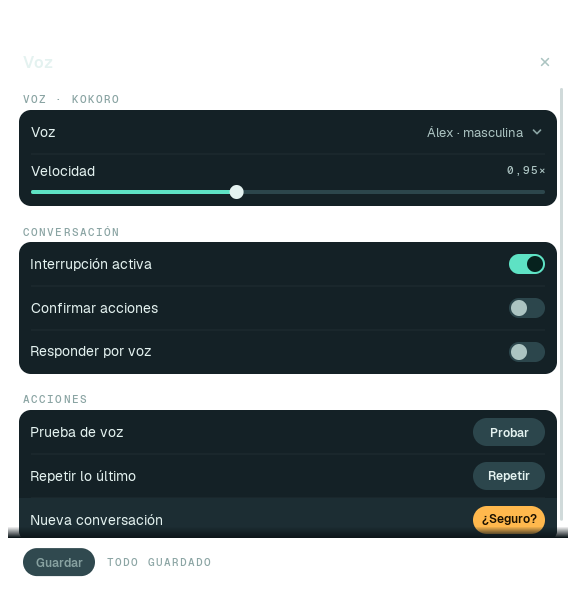 Voz
×
VOZ · KOKORO
Voz
Álex · masculina
Velocidad
0,95×
CONVERSACIÓN
Interrupción activa
Confirmar acciones
Responder por voz
ACCIONES
Prueba de voz
Probar
Repetir lo último
Repetir
Nueva conversación
¿Seguro?
Guardar
TODO GUARDADO